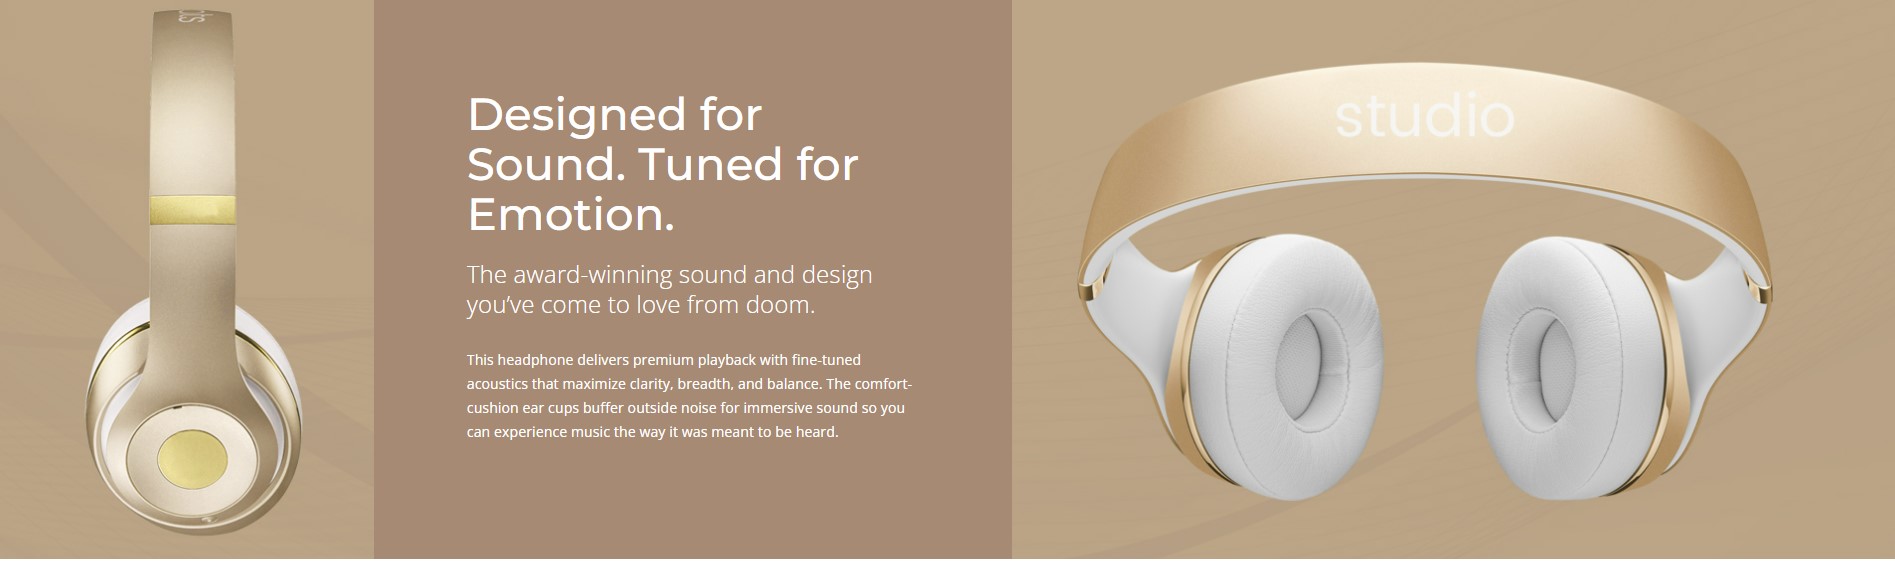 Designed for
Sound. Tuned for
Emotion.
The award-winning sound and design
you’ve come to love from doom.
This headphone delivers premium playback with fine-tuned
acoustics that maximize clarity, breadth, and balance. The comfort-
cushion ear cups buffer outside noise for immersive sound so you
can experience music the way it was meant to be heard.
studio